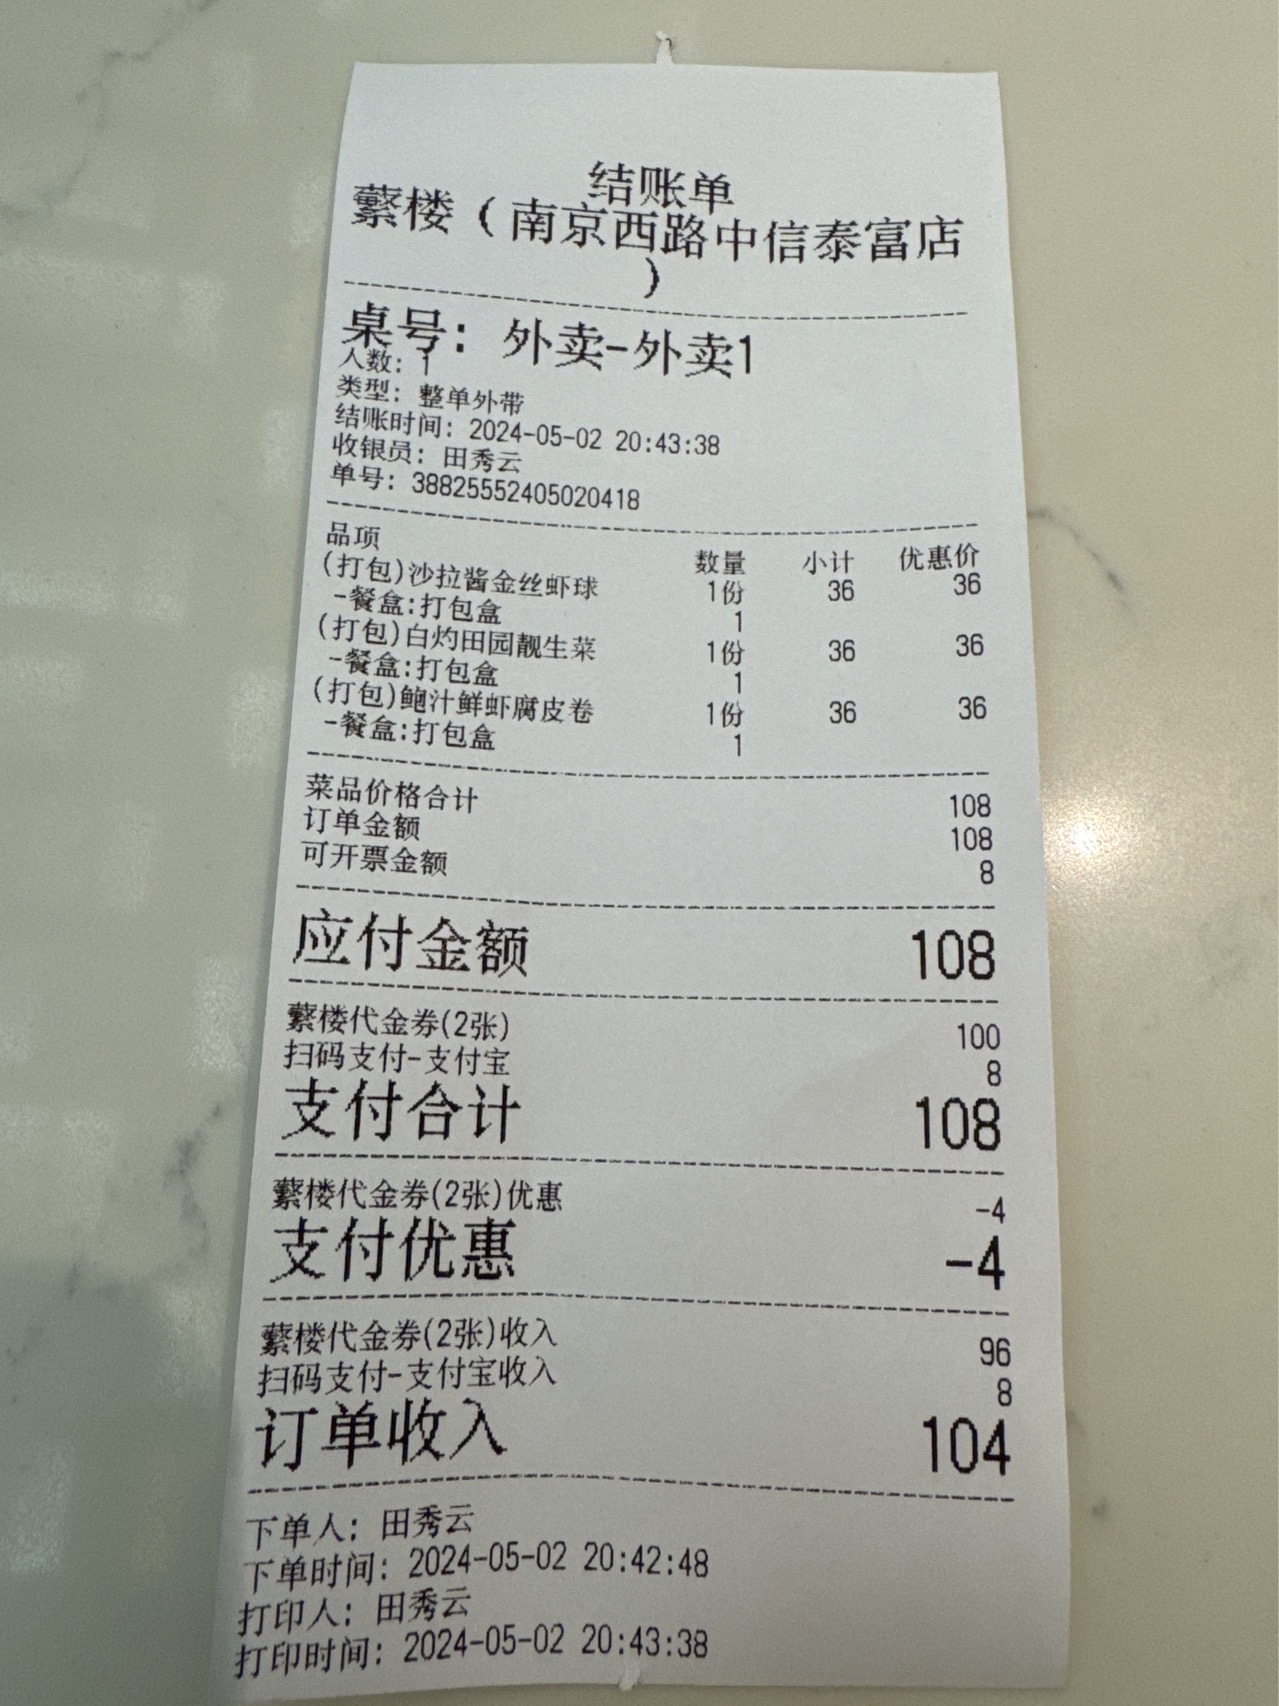 结账单
蘩楼（南京西路中信泰富店
）
桌号：外卖-外卖1
人数：1
类型：整单外带
结账时间：2024-05-02 20:43:38
收银员：田秀云
单号：38825552405020418
品项 数量 小计 优惠价
(打包)沙拉酱金丝虾球 1份 36 36
-餐盒:打包盒 1
(打包)白灼田园靓生菜 1份 36 36
-餐盒:打包盒 1
(打包)鲍汁鲜虾腐皮卷 1份 36 36
-餐盒:打包盒 1
菜品价格合计 108
订单金额 108
可开票金额 8
应付金额 108
蘩楼代金券(2张) 100
扫码支付-支付宝 8
支付合计 108
蘩楼代金券(2张)优惠 -4
支付优惠 -4
蘩楼代金券(2张)收入 96
扫码支付-支付宝收入 8
订单收入 104
下单人：田秀云
下单时间：2024-05-02 20:42:48
打印人：田秀云
打印时间：2024-05-02 20:43:38